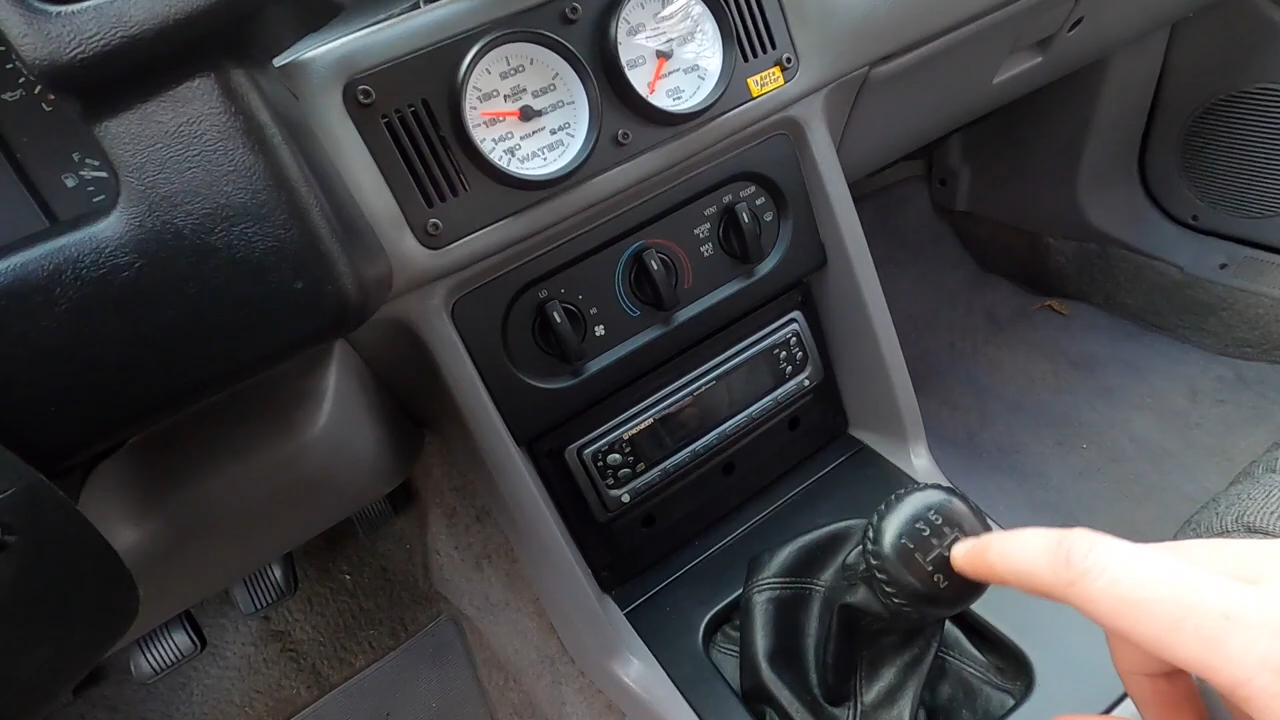 200
180
220
160
230
140
240
WATER
40
20
100
OIL
PSI
Auto
Meter
F
L
LO
HI
VENT
OFF
FLOOR
MIX
NORM
A/C
MAX
A/C
PIONEER
1 3 5
2